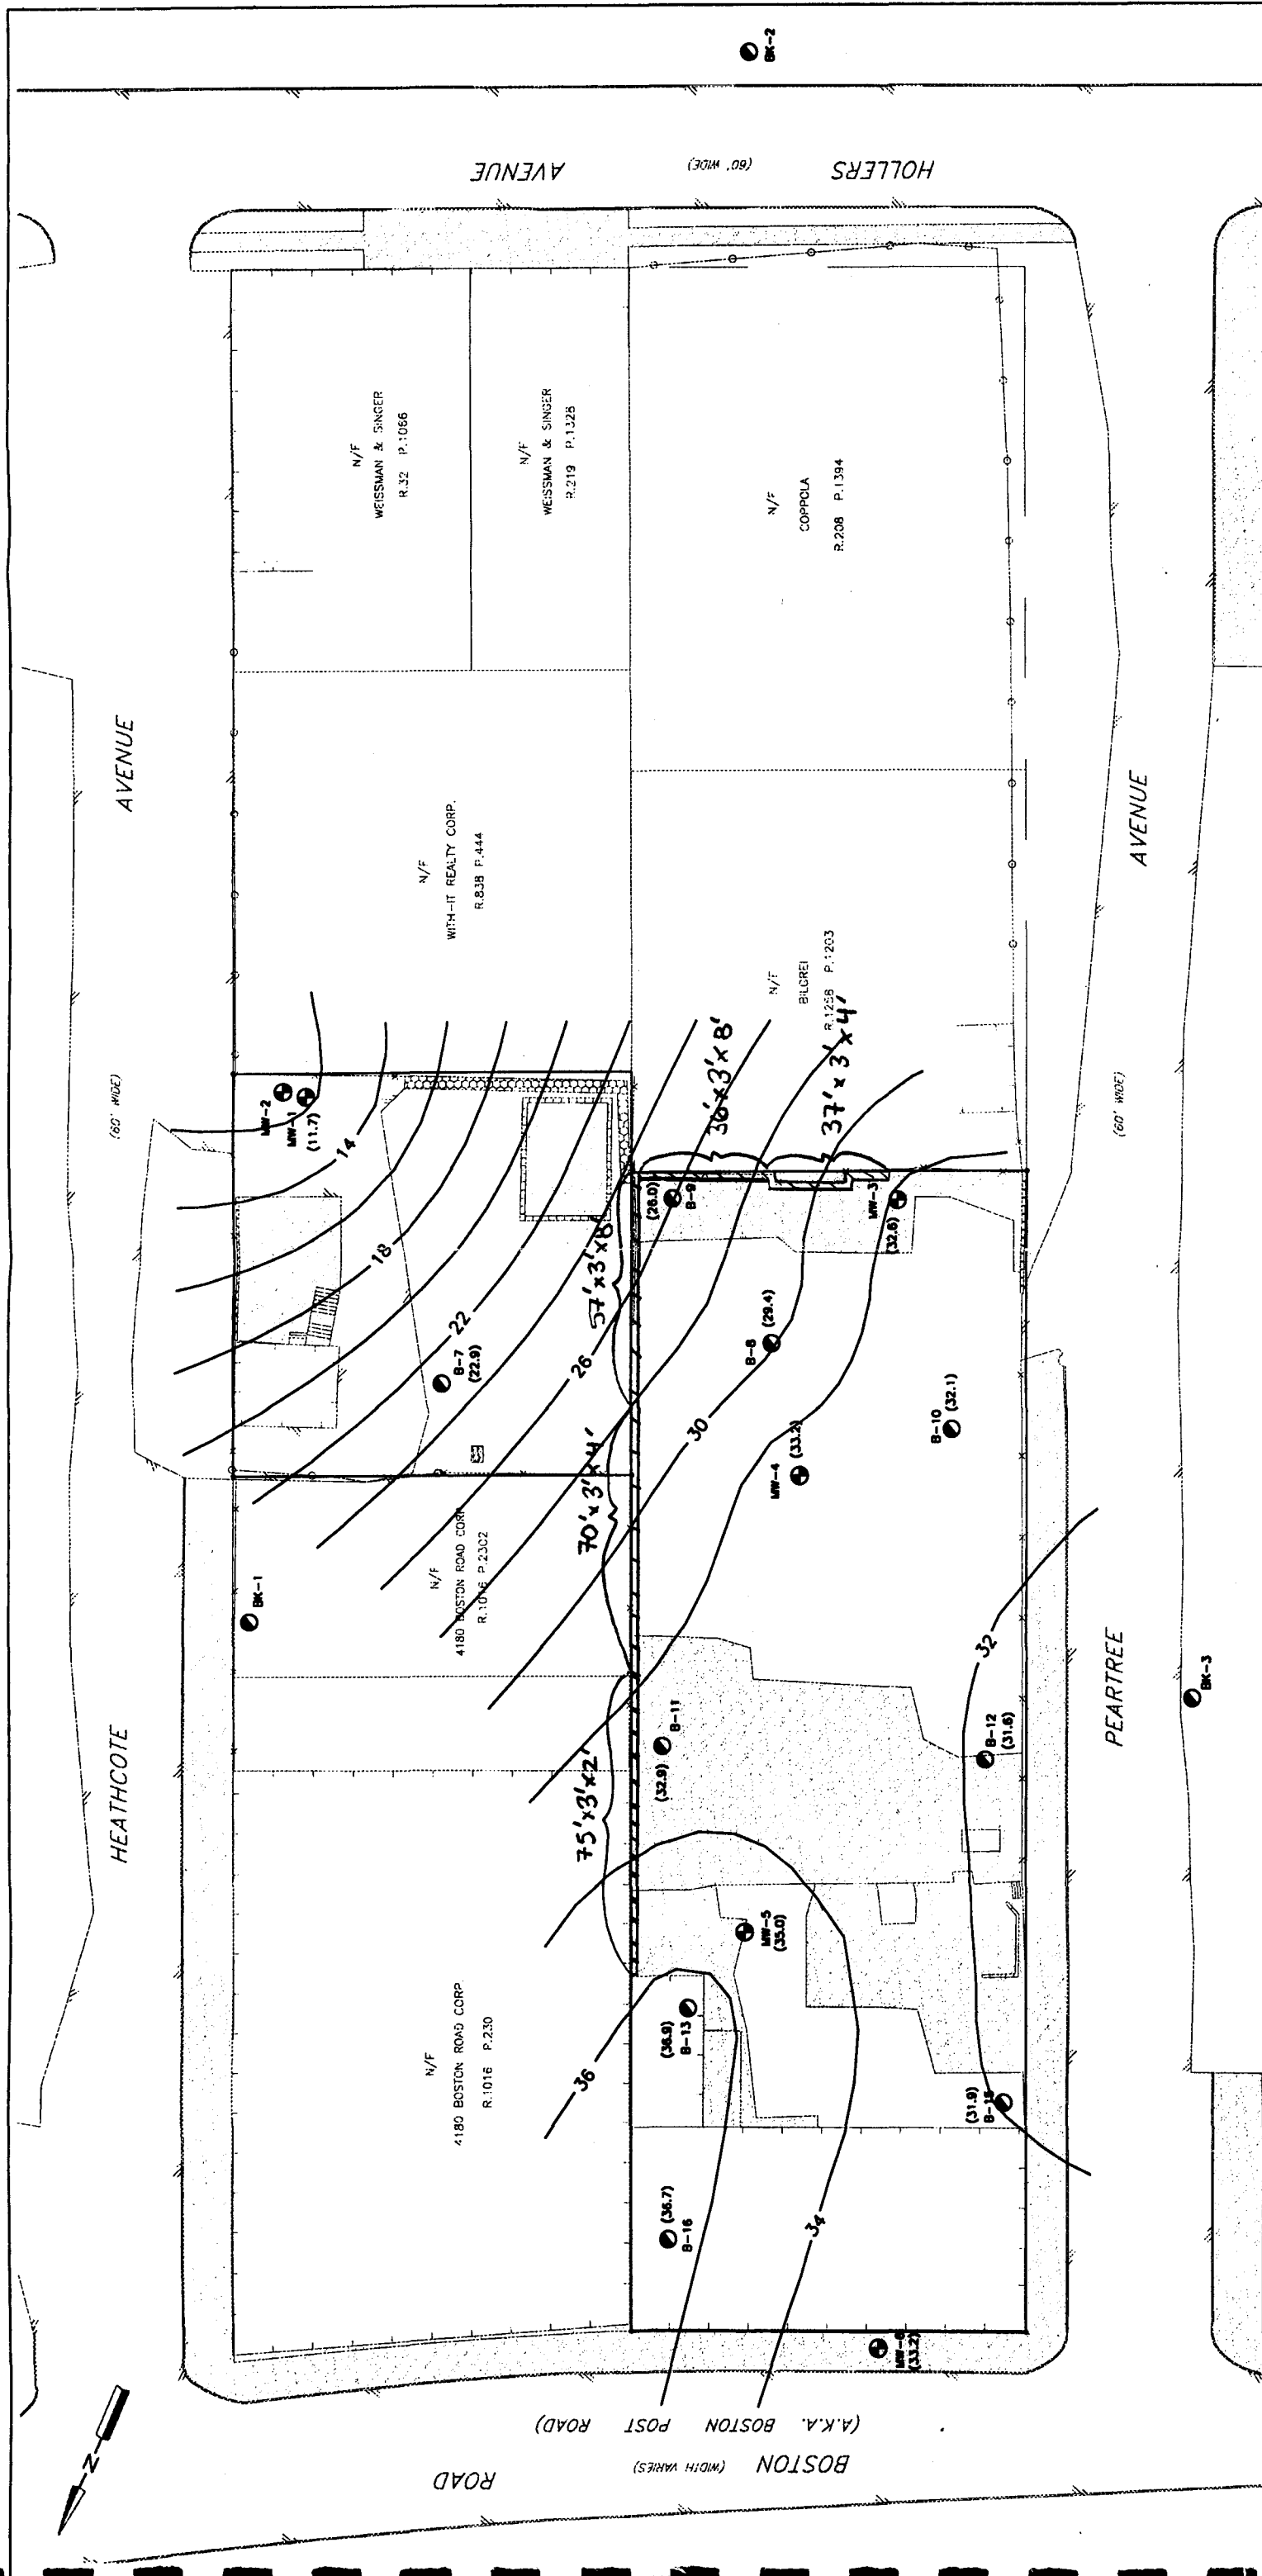 BK-2
HOLLERS
(60' WIDE)
AVENUE
N/F
WEISSMAN & SINGER
R.32 P.1066
N/F
WEISSMAN & SINGER
R.219 P.1328
N/F
COPPOLA
R.208 P.1394
AVENUE
(60' WIDE)
HEATHCOTE
N/F
WITH-IT REALTY CORP.
R.838 P.444
N/F
BILGREI
R.1258 P.1203
AVENUE
(60' WIDE)
PEARTREE
MW-2
MW-1
(11.7)
14
18
22
26
30
32
34
36
36'x3'x8'
37'x3'x4'
57'x3'x8'
70'x3'x4'
75'x3'x2'
(26.0)
B-9
MW-3
(32.6)
B-7
(22.9)
B-8 (29.4)
MW-4 (33.2)
B-10 (32.1)
BK-1
N/F
4180 BOSTON ROAD CORP.
R.1016 P.2302
(32.9) B-11
B-12
(31.6)
BK-3
MW-5
(35.0)
(36.9)
B-13
(31.9)
B-15
N/F
4180 BOSTON ROAD CORP.
R.1016 P.230
(36.7)
B-16
MW-6
(33.2)
(A.K.A. BOSTON POST ROAD)
BOSTON (WIDTH VARIES) ROAD
N